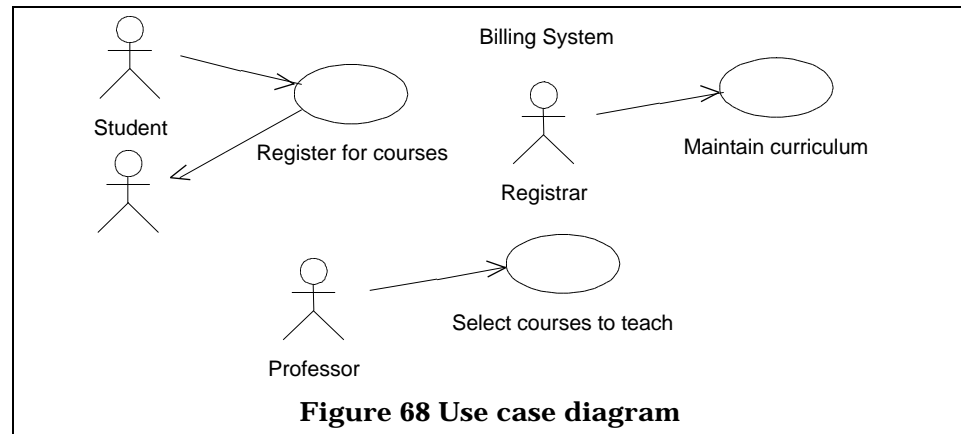 Billing System
Student
Register for courses
Maintain curriculum
Registrar
Select courses to teach
Professor
Figure 68 Use case diagram